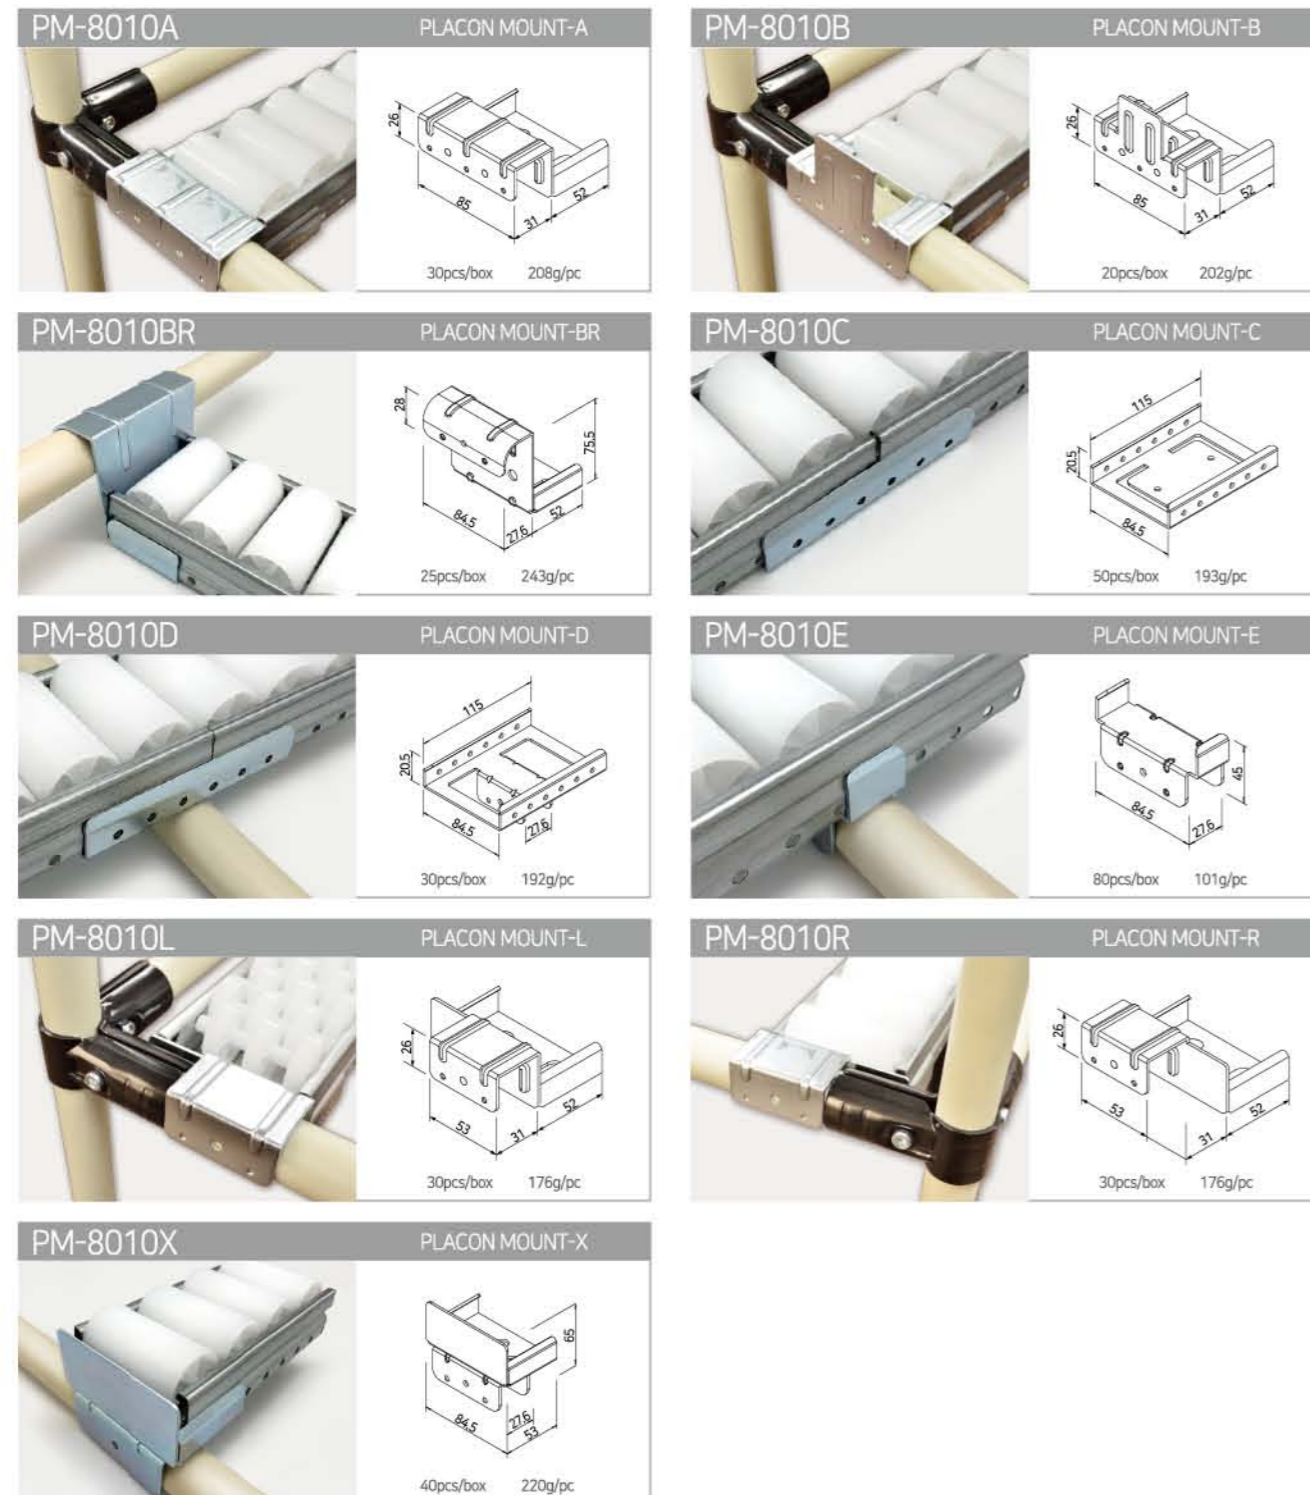 PM-8010A PLACON MOUNT-A
26
85
31
52
30pcs/box 208g/pc
PM-8010B PLACON MOUNT-B
26
85
31
52
20pcs/box 202g/pc
PM-8010BR PLACON MOUNT-BR
28
75.5
84.5
27.6
52
25pcs/box 243g/pc
PM-8010C PLACON MOUNT-C
115
20.5
84.5
50pcs/box 193g/pc
PM-8010D PLACON MOUNT-D
115
20.5
84.5
27.6
30pcs/box 192g/pc
PM-8010E PLACON MOUNT-E
45
84.5
27.6
80pcs/box 101g/pc
PM-8010L PLACON MOUNT-L
26
53
31
52
30pcs/box 176g/pc
PM-8010R PLACON MOUNT-R
26
53
31
52
30pcs/box 176g/pc
PM-8010X PLACON MOUNT-X
65
84.5
27.6
53
40pcs/box 220g/pc